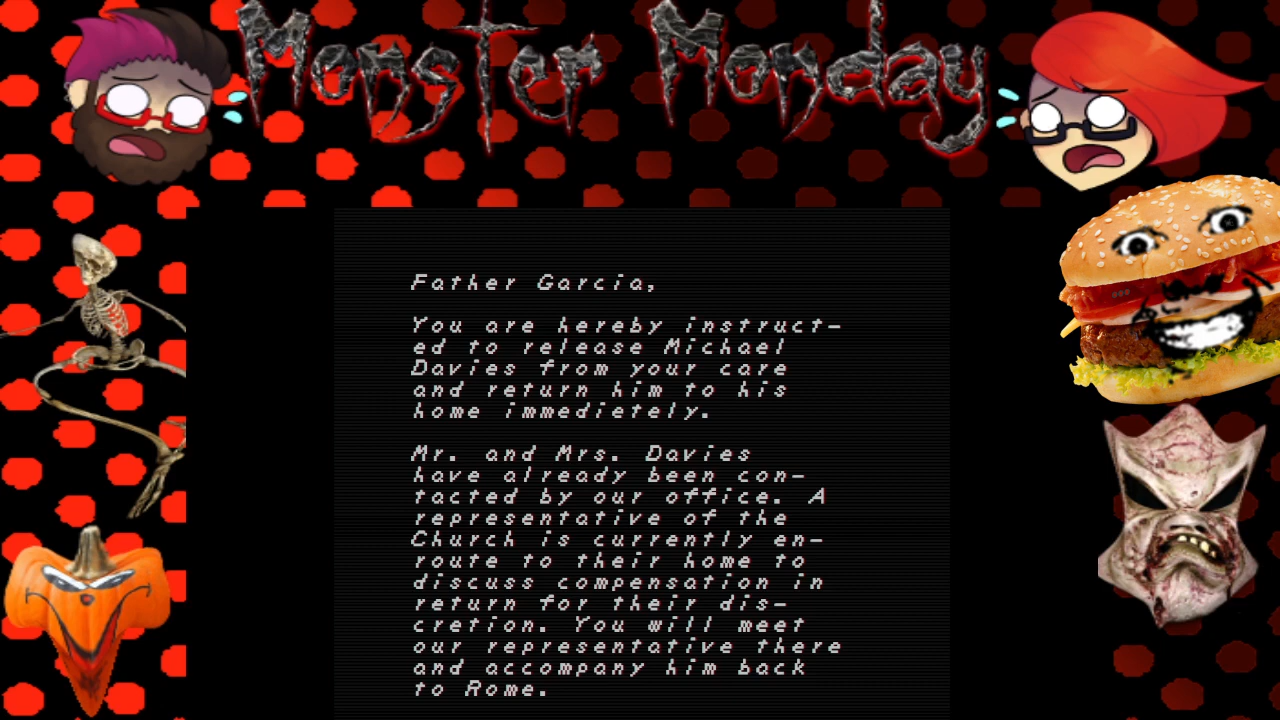 Monster Monday
Father Garcia,
You are hereby instruct-
ed to release Michael
Davies from your care
and return him to his
home immedietely.
Mr. and Mrs. Davies
have already been con-
tacted by our office. A
representative of the
Church is currently en-
route to their home to
discuss compensation in
return for their dis-
cretion. You will meet
our representative there
and accompany him back
to Rome.